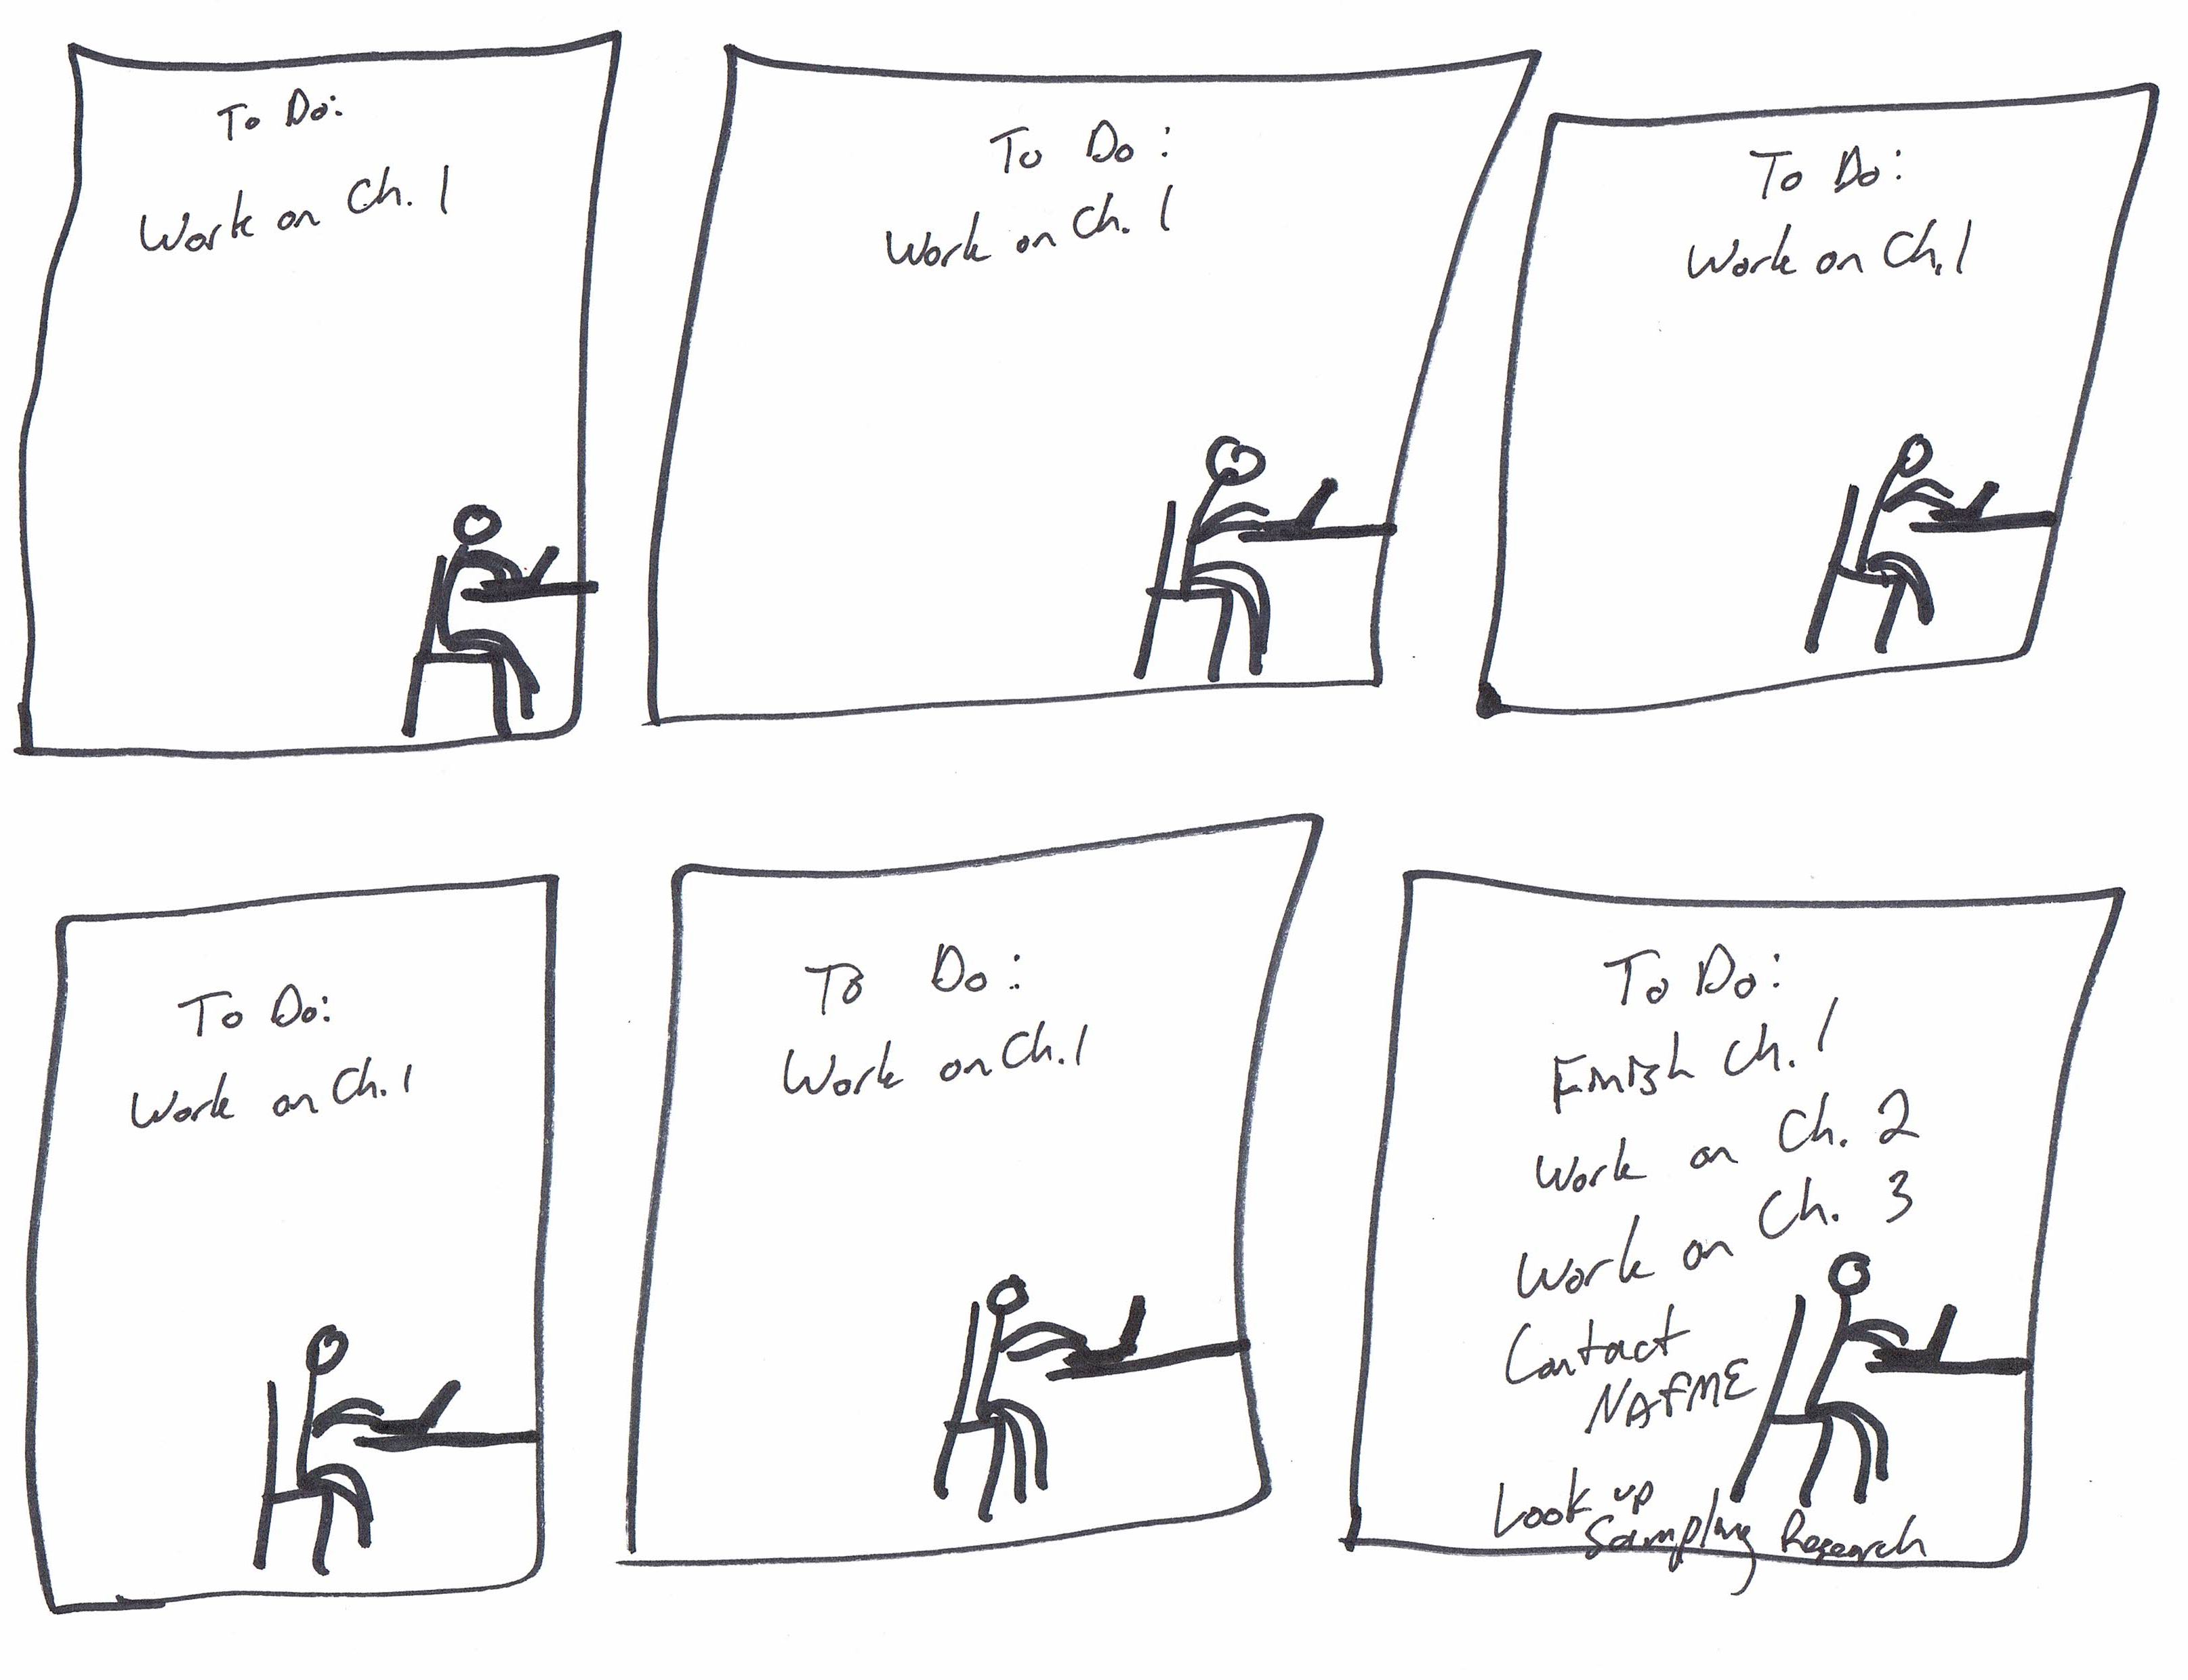 To Do:
Work on Ch. 1
To Do:
Work on Ch. 1
To Do:
Work on Ch. 1
To Do:
Work on Ch. 1
To Do:
Work on Ch. 1
To Do:
Finish Ch. 1
Work on Ch. 2
Work on Ch. 3
Contact
NAfME
Look up
Sampling Research